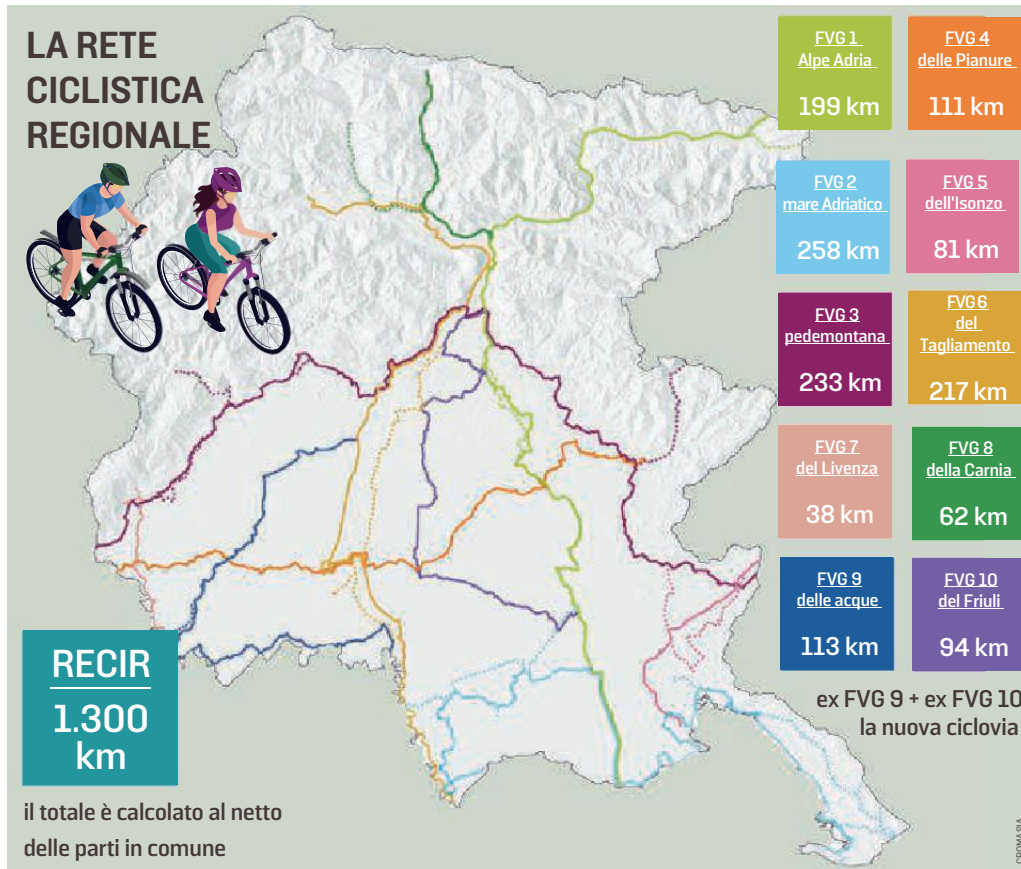 LA RETE
CICLISTICA
REGIONALE
FVG 1
Alpe Adria
199 km
FVG 4
delle Pianure
111 km
FVG 2
mare Adriatico
258 km
FVG 5
dell'Isonzo
81 km
FVG 3
pedemontana
233 km
FVG 6
del
Tagliamento
217 km
FVG 7
del Livenza
38 km
FVG 8
della Carnia
62 km
FVG 9
delle acque
113 km
FVG 10
del Friuli
94 km
ex FVG 9 + ex FVG 10
la nuova ciclovia
RECIR
1.300
km
il totale è calcolato al netto
delle parti in comune
CROMASIA